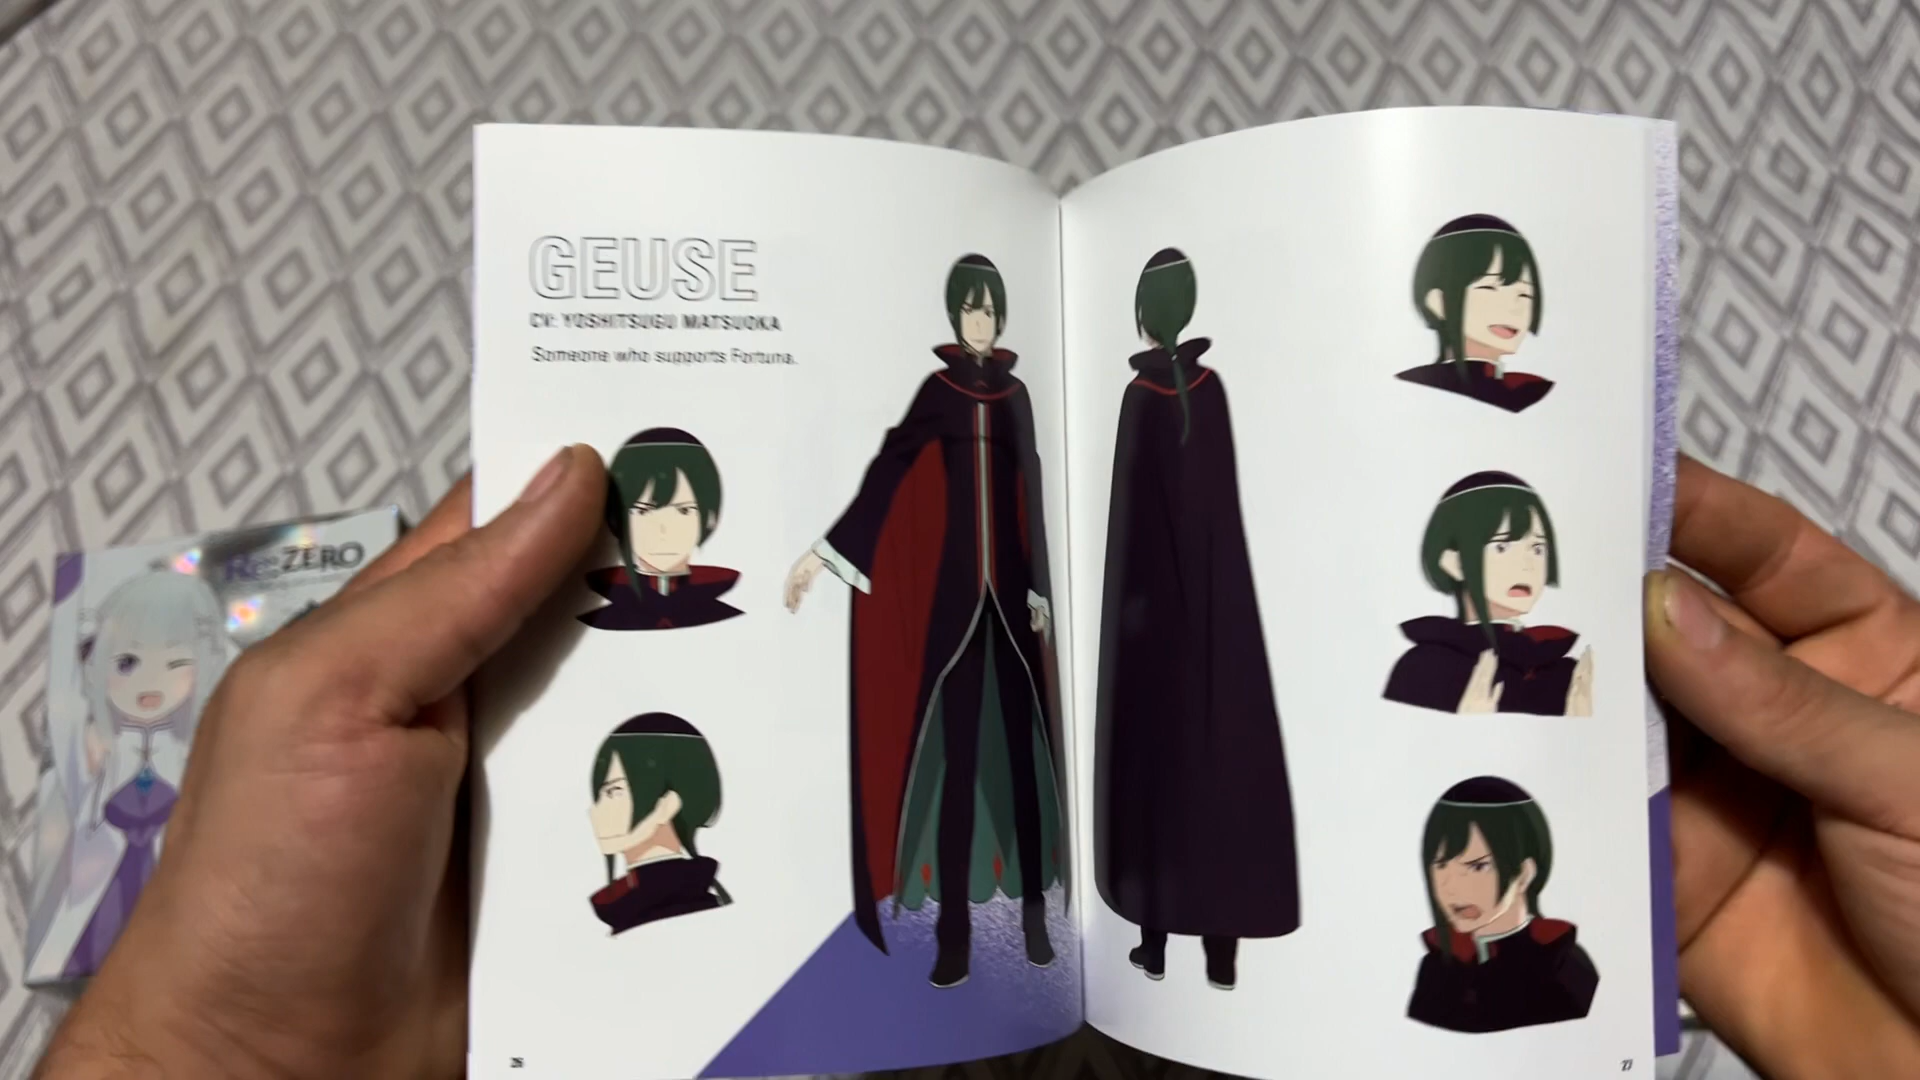 GEUSE
CV: YOSHITSUGU MATSUOKA
Someone who supports Fortuna.
Re:ZERO
26
27